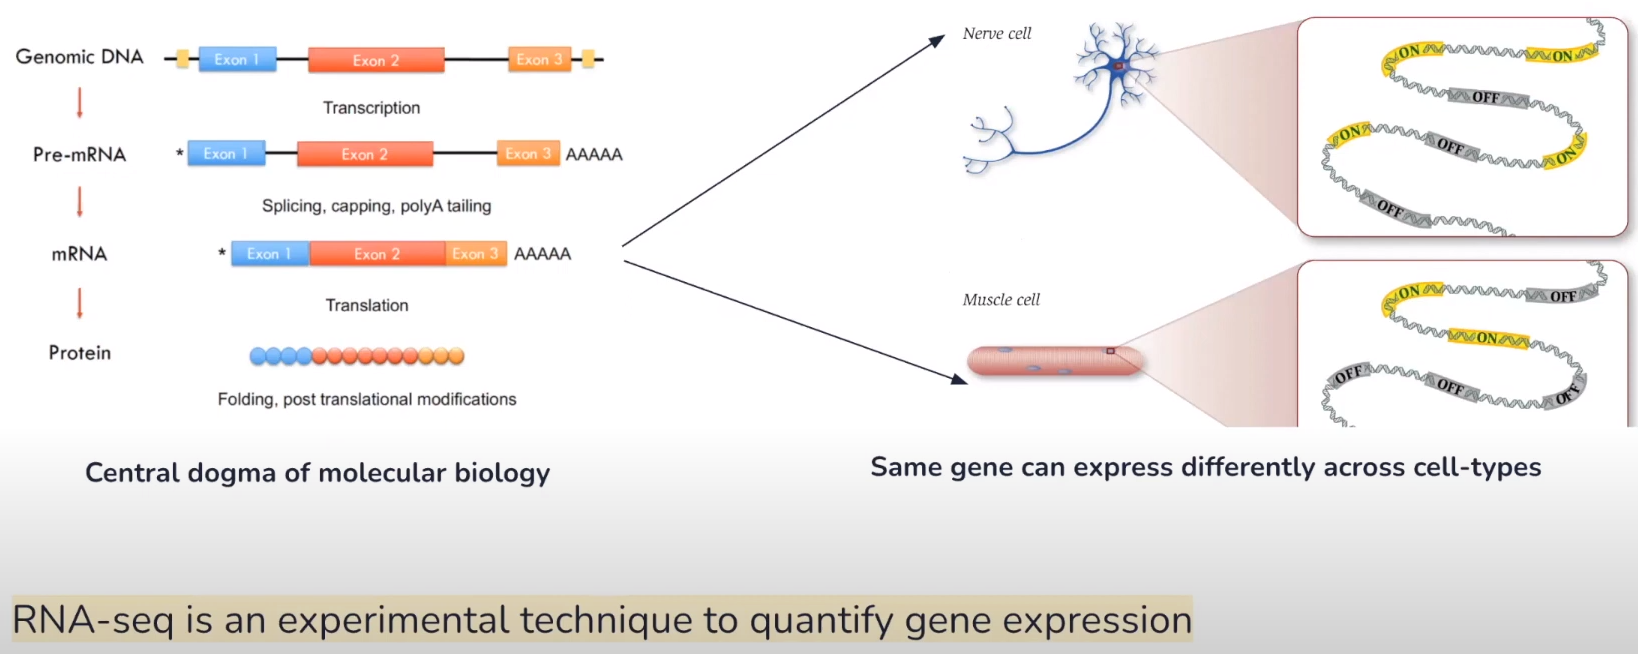 Genomic DNA
Exon 1
Exon 2
Exon 3
Transcription
Pre-mRNA
*
Exon 1
Exon 2
Exon 3
AAAAA
Splicing, capping, polyA tailing
mRNA
*
Exon 1
Exon 2
Exon 3
AAAAA
Translation
Protein
Folding, post translational modifications
Central dogma of molecular biology
Nerve cell
ON
ON
OFF
ON
OFF
ON
OFF
Muscle cell
ON
OFF
ON
OFF
OFF
OFF
Same gene can express differently across cell-types
RNA-seq is an experimental technique to quantify gene expression